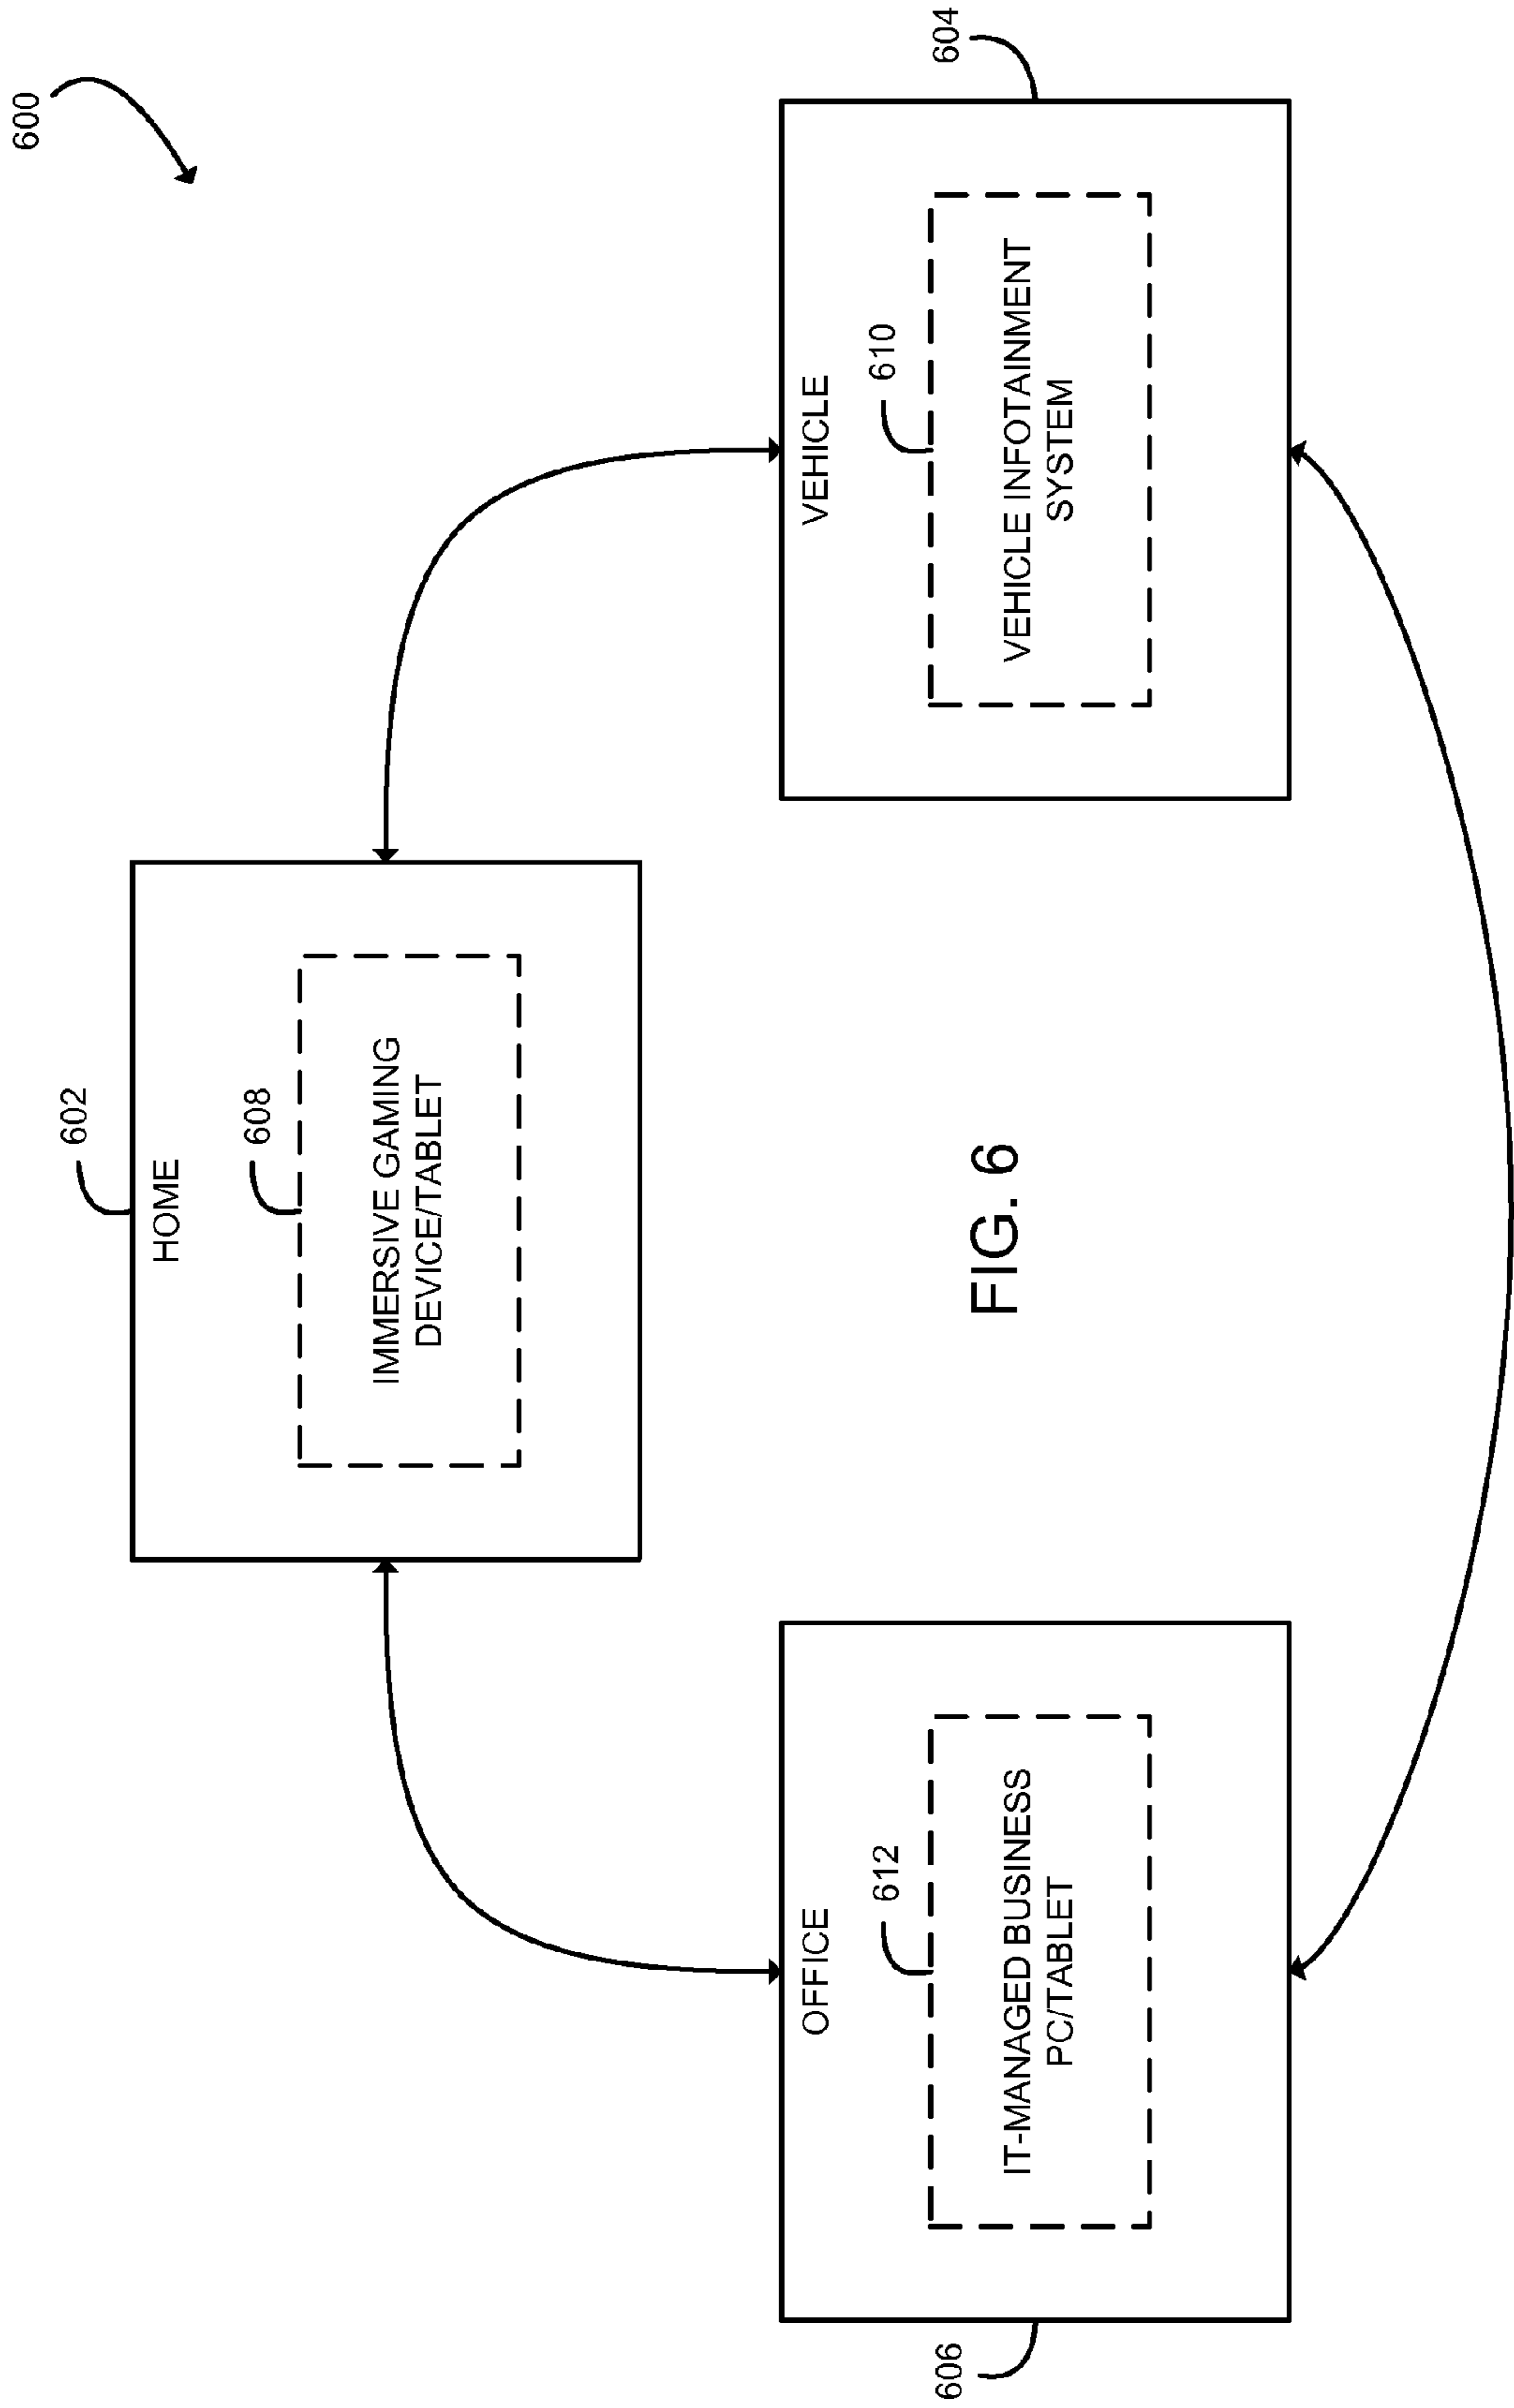 600
602
HOME
608
IMMERSIVE GAMING
DEVICE/TABLET
606
OFFICE
612
IT-MANAGED BUSINESS
PC/TABLET
604
VEHICLE
610
VEHICLE INFOTAINMENT
SYSTEM
FIG. 6